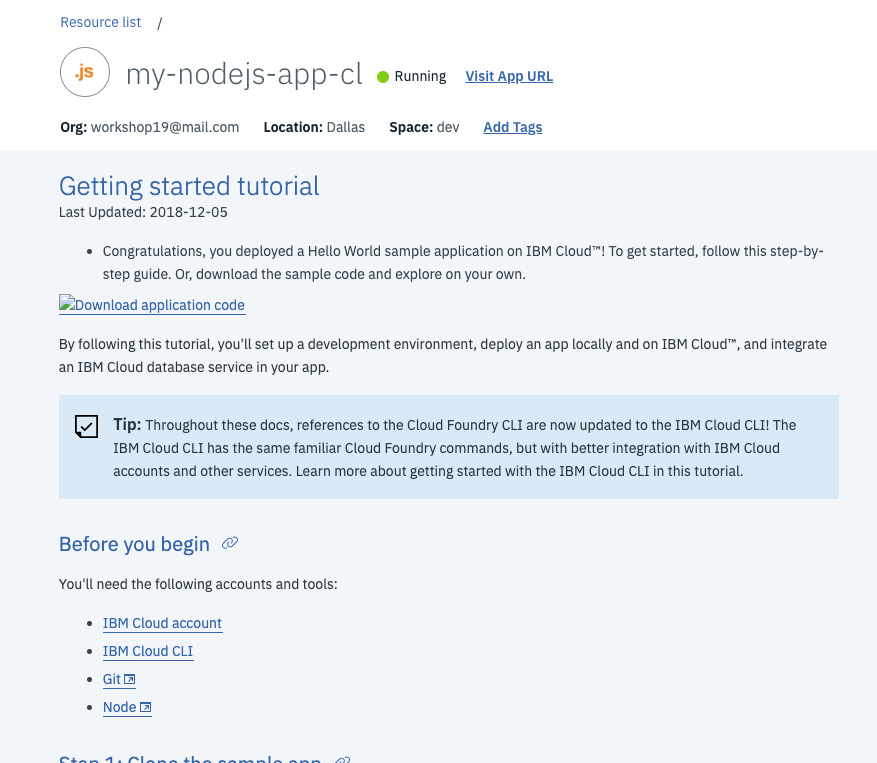 Resource list /
.js
my-nodejs-app-cl Running Visit App URL
Org: workshop19@mail.com Location: Dallas Space: dev Add Tags
Getting started tutorial
Last Updated: 2018-12-05
• Congratulations, you deployed a Hello World sample application on IBM Cloud™! To get started, follow this step-by-
step guide. Or, download the sample code and explore on your own.
Download application code
By following this tutorial, you'll set up a development environment, deploy an app locally and on IBM Cloud™, and integrate
an IBM Cloud database service in your app.
Tip: Throughout these docs, references to the Cloud Foundry CLI are now updated to the IBM Cloud CLI! The
IBM Cloud CLI has the same familiar Cloud Foundry commands, but with better integration with IBM Cloud
accounts and other services. Learn more about getting started with the IBM Cloud CLI in this tutorial.
Before you begin
You'll need the following accounts and tools:
• IBM Cloud account
• IBM Cloud CLI
• Git
• Node
Step 1: Clone the sample app